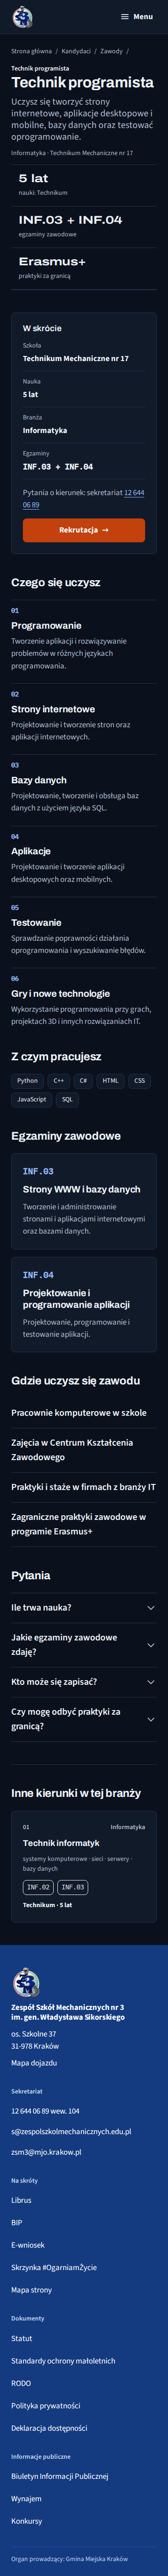 Menu
Strona główna / Kandydaci / Zawody /
Technik programista
Technik programista
Uczysz się tworzyć strony
internetowe, aplikacje desktopowe i
mobilne, bazy danych oraz testować
oprogramowanie.
Informatyka · Technikum Mechaniczne nr 17
5 lat
nauki: Technikum
INF.03 + INF.04
egzaminy zawodowe
Erasmus+
praktyki za granicą
W skrócie
Szkoła
Technikum Mechaniczne nr 17
Nauka
5 lat
Branża
Informatyka
Egzaminy
INF.03 + INF.04
Pytania o kierunek: sekretariat 12 644
06 89
Rekrutacja →
Czego się uczysz
01
Programowanie
Tworzenie aplikacji i rozwiązywanie
problemów w różnych językach
programowania.
02
Strony internetowe
Projektowanie i tworzenie stron oraz
aplikacji internetowych.
03
Bazy danych
Projektowanie, tworzenie i obsługa baz
danych z użyciem języka SQL.
04
Aplikacje
Projektowanie i tworzenie aplikacji
desktopowych oraz mobilnych.
05
Testowanie
Sprawdzanie poprawności działania
oprogramowania i wyszukiwanie błędów.
06
Gry i nowe technologie
Wykorzystanie programowania przy grach,
projektach 3D i innych rozwiązaniach IT.
Z czym pracujesz
Python C++ C# HTML CSS
JavaScript SQL
Egzaminy zawodowe
INF.03
Strony WWW i bazy danych
Tworzenie i administrowanie
stronami i aplikacjami internetowymi
oraz bazami danych.
INF.04
Projektowanie i
programowanie aplikacji
Projektowanie, programowanie i
testowanie aplikacji.
Gdzie uczysz się zawodu
Pracownie komputerowe w szkole
Zajęcia w Centrum Kształcenia
Zawodowego
Praktyki i staże w firmach z branży IT
Zagraniczne praktyki zawodowe w
programie Erasmus+
Pytania
Ile trwa nauka?
Jakie egzaminy zawodowe
zdaję?
Kto może się zapisać?
Czy mogę odbyć praktyki za
granicą?
Inne kierunki w tej branży
01 Informatyka
Technik informatyk
systemy komputerowe · sieci · serwery ·
bazy danych
INF.02 INF.03
Technikum · 5 lat
Zespół Szkół Mechanicznych nr 3
im. gen. Władysława Sikorskiego
os. Szkolne 37
31-978 Kraków
Mapa dojazdu
Sekretariat
12 644 06 89 wew. 104
s@zespolszkolmechanicznych.edu.pl
zsm3@mjo.krakow.pl
Na skróty
Librus
BIP
E-wniosek
Skrzynka #OgarniamŻycie
Mapa strony
Dokumenty
Statut
Standardy ochrony małoletnich
RODO
Polityka prywatności
Deklaracja dostępności
Informacje publiczne
Biuletyn Informacji Publicznej
Wynajem
Konkursy
Organ prowadzący: Gmina Miejska Kraków